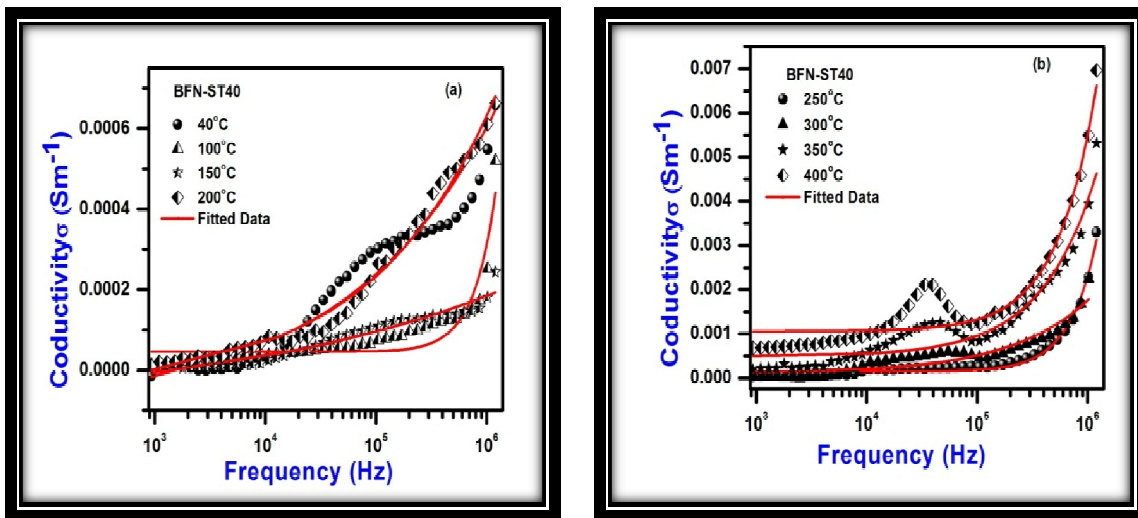 BFN-ST40
(a)
40°C
100°C
150°C
200°C
Fitted Data
Coductivityσ (Sm⁻¹)
0.0006
0.0004
0.0002
0.0000
10³
10⁴
10⁵
10⁶
Frequency (Hz)
(b)
BFN-ST40
250°C
300°C
350°C
400°C
Fitted Data
Coductivityσ (Sm⁻¹)
0.007
0.006
0.005
0.004
0.003
0.002
0.001
0.000
10³
10⁴
10⁵
10⁶
Frequency (Hz)